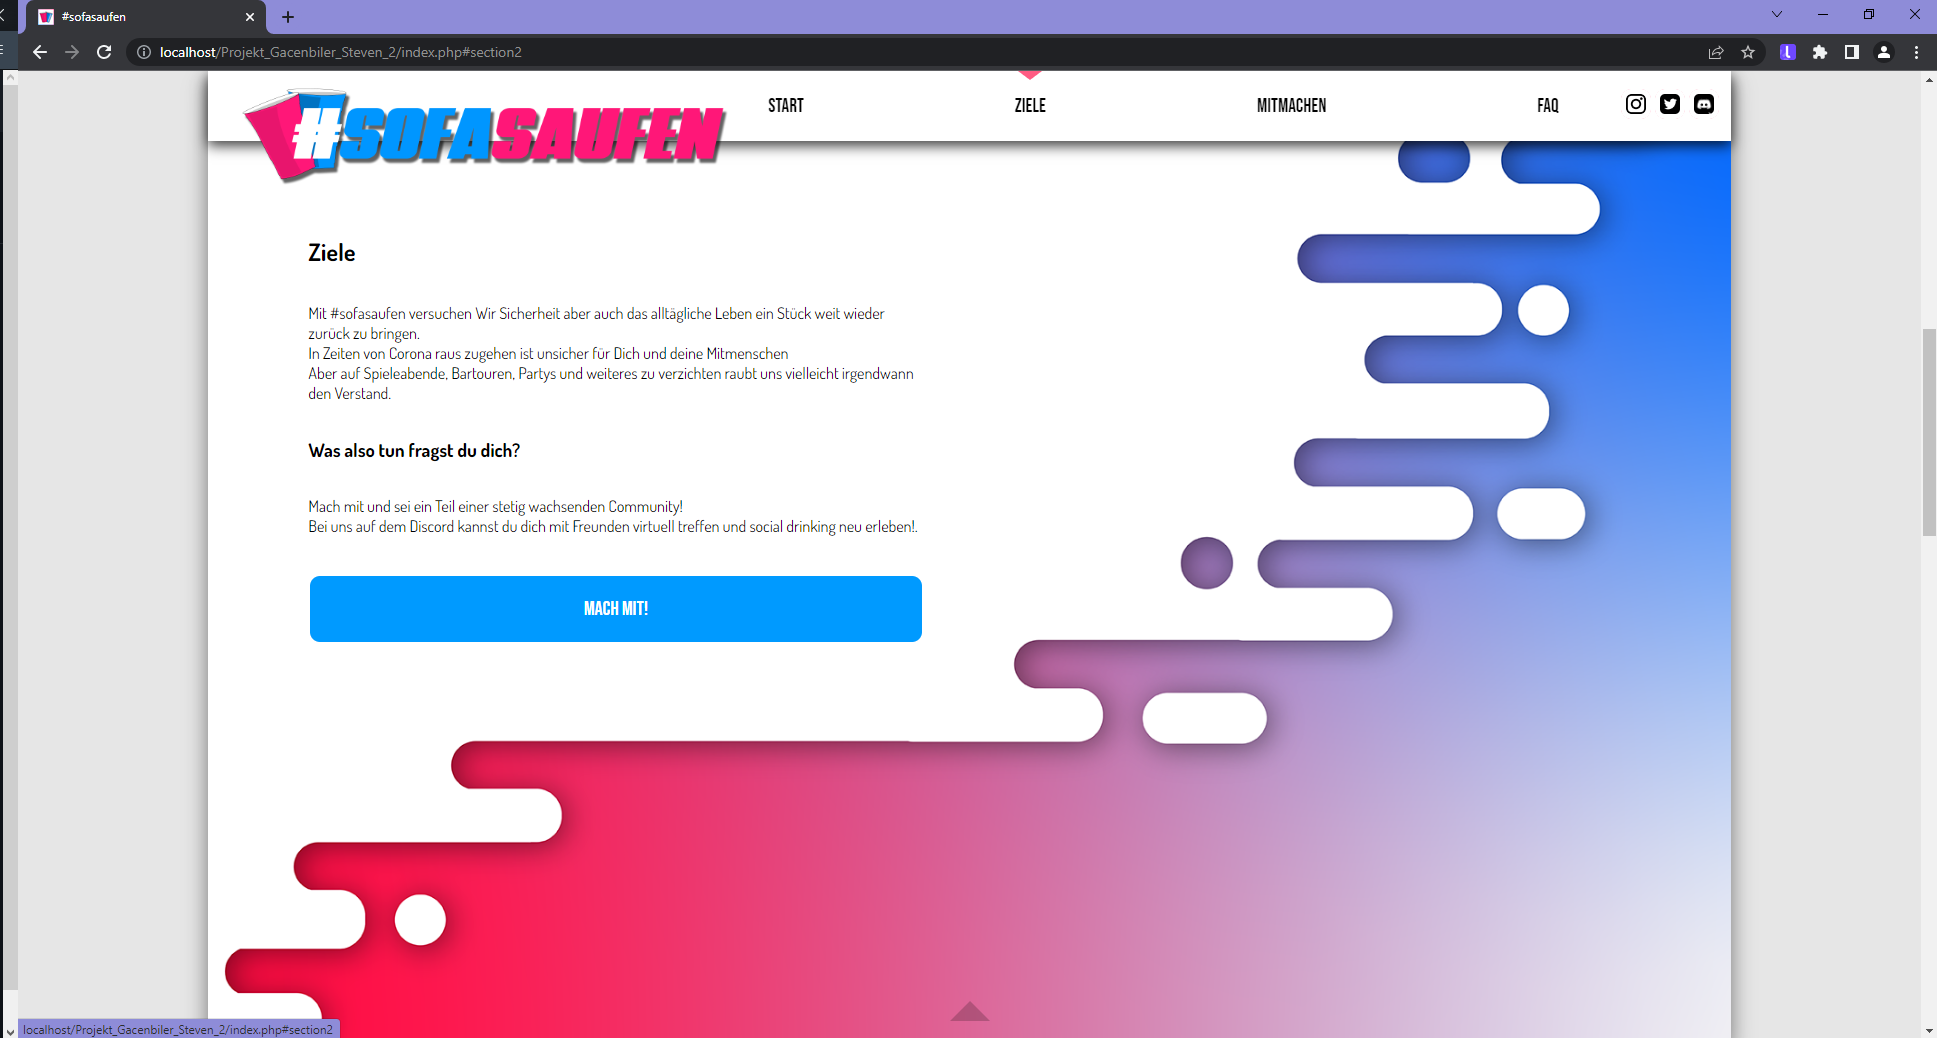 #sofasaufen
localhost/Projekt_Gacenbiler_Steven_2/index.php#section2
#SOFASAUFEN
START
ZIELE
MITMACHEN
FAQ
Ziele
Mit #sofasaufen versuchen Wir Sicherheit aber auch das alltägliche Leben ein Stück weit wieder
zurück zu bringen.
In Zeiten von Corona raus zugehen ist unsicher für Dich und deine Mitmenschen
Aber auf Spieleabende, Bartouren, Partys und weiteres zu verzichten raubt uns vielleicht irgendwann
den Verstand.
Was also tun fragst du dich?
Mach mit und sei ein Teil einer stetig wachsenden Community!
Bei uns auf dem Discord kannst du dich mit Freunden virtuell treffen und social drinking neu erleben!.
MACH MIT!
localhost/Projekt_Gacenbiler_Steven_2/index.php#section2